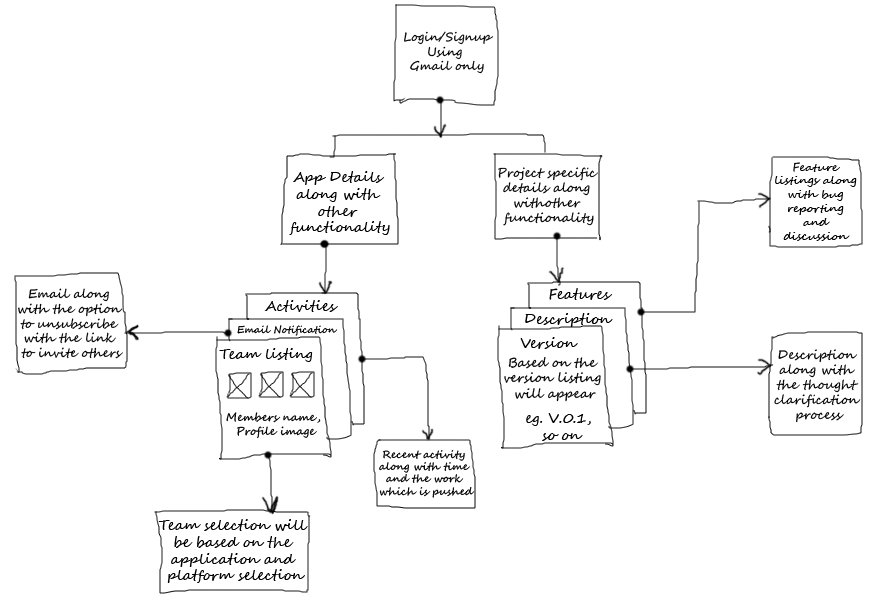 Login/Signup
Using
Gmail only
App Details
along with
other
functionality
Project specific
details along
withother
functionality
Feature
listings along
with bug
reporting
and
discussion
Email along
with the option
to unsubscribe
with the link
to invite others
Activities
Email Notification
Team listing
Members name,
Profile image
Features
Description
Version
Based on the
version listing
will appear
eg. V.0.1,
so on
Description
along with
the thought
clarification
process
Recent activity
along with time
and the work
which is pushed
Team selection will
be based on the
application and
platform selection